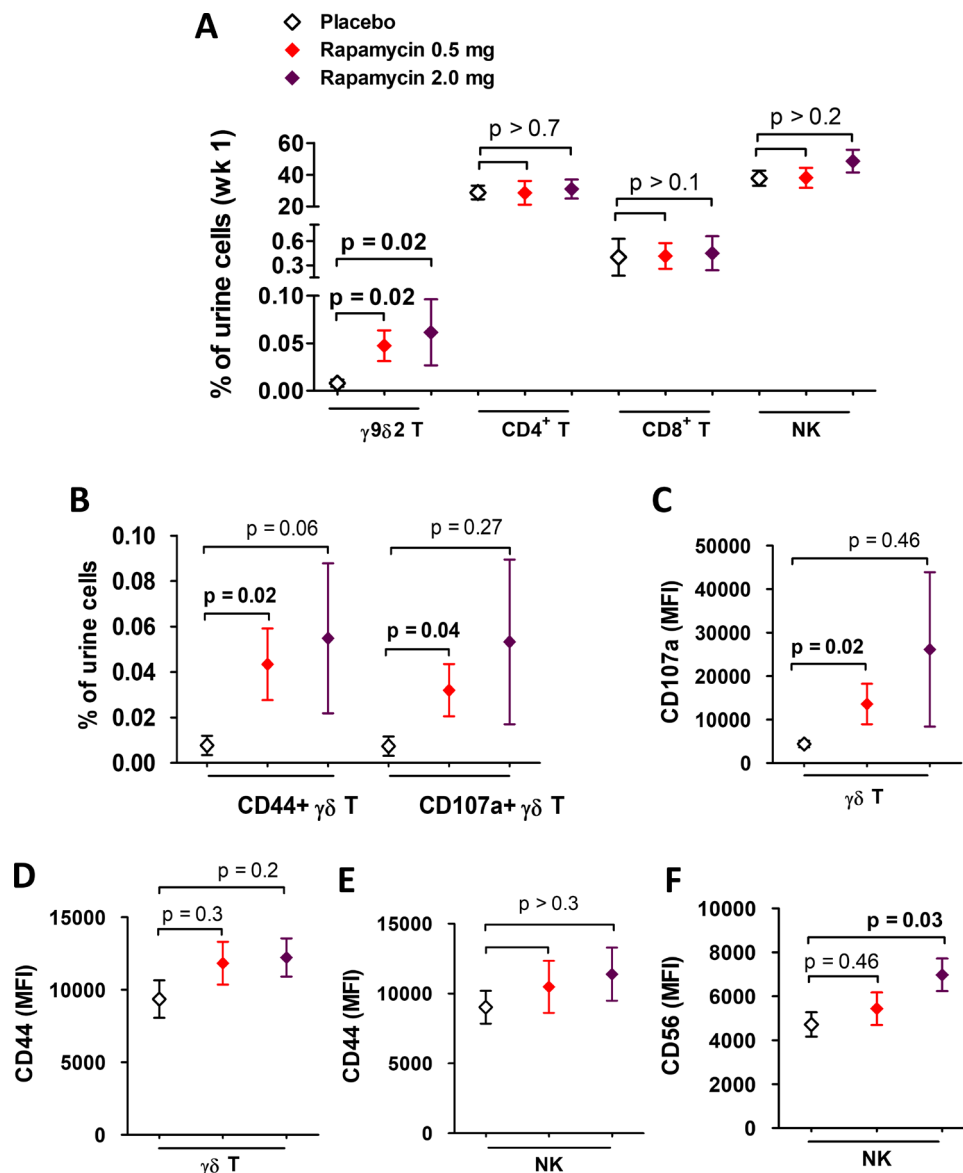 A
Placebo
Rapamycin 0.5 mg
Rapamycin 2.0 mg
% of urine cells (wk 1)
60
40
20
0.6
0.3
0.10
0.05
0.00
p = 0.02
p = 0.02
p > 0.7
p > 0.1
p > 0.2
γ9δ2 T
CD4⁺ T
CD8⁺ T
NK
B
% of urine cells
0.10
0.08
0.06
0.04
0.02
0.00
p = 0.06
p = 0.02
p = 0.27
p = 0.04
CD44+ γδ T
CD107a+ γδ T
C
CD107a (MFI)
50000
40000
30000
20000
10000
0
p = 0.46
p = 0.02
γδ T
D
CD44 (MFI)
15000
10000
5000
0
p = 0.2
p = 0.3
γδ T
E
CD44 (MFI)
15000
10000
5000
0
p > 0.3
NK
F
CD56 (MFI)
10000
8000
6000
4000
2000
0
p = 0.03
p = 0.46
NK